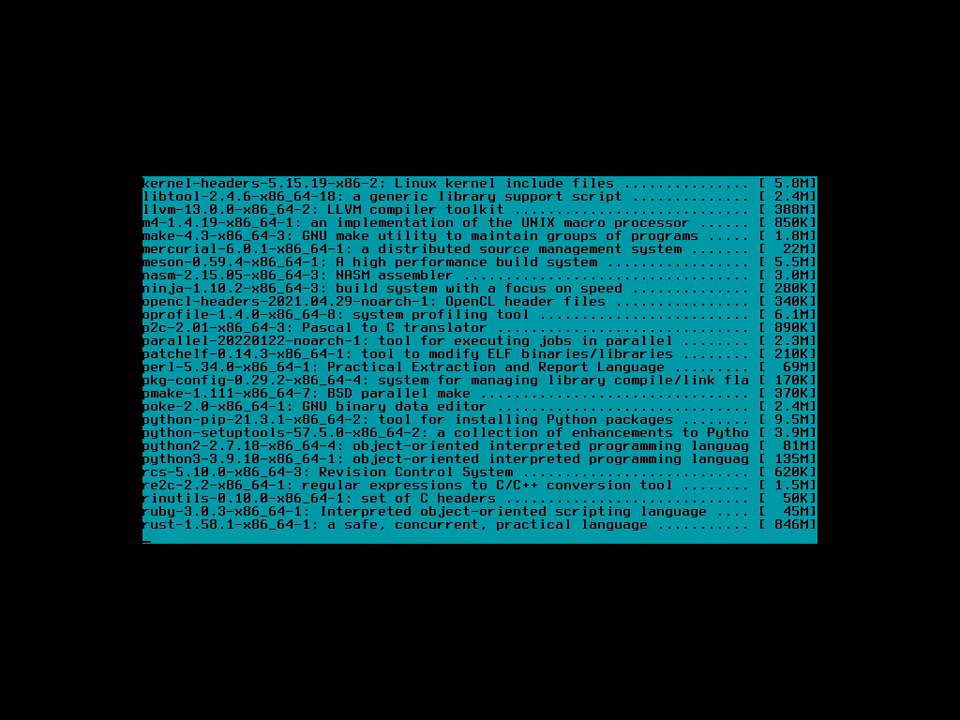 kernel-headers-5.15.19-x86-2: Linux kernel include files ............... [ 5.8M]
libtool-2.4.6-x86_64-18: a generic library support script .............. [ 2.4M]
llvm-13.0.0-x86_64-2: LLVM compiler toolkit ............................ [ 388M]
m4-1.4.19-x86_64-1: an implementation of the UNIX macro processor ...... [ 850K]
make-4.3-x86_64-3: GNU make utility to maintain groups of programs ..... [ 1.8M]
mercurial-6.0.1-x86_64-1: a distributed source management system ....... [  22M]
meson-0.59.4-x86_64-1: A high performance build system ................. [ 5.5M]
nasm-2.15.05-x86_64-3: NASM assembler .................................. [ 3.0M]
ninja-1.10.2-x86_64-3: build system with a focus on speed .............. [ 280K]
opencl-headers-2021.04.29-noarch-1: OpenCL header files ................ [ 340K]
oprofile-1.4.0-x86_64-8: system profiling tool ......................... [ 6.1M]
p2c-2.01-x86_64-3: Pascal to C translator .............................. [ 890K]
parallel-20220122-noarch-1: tool for executing jobs in parallel ........ [ 2.3M]
patchelf-0.14.3-x86_64-1: tool to modify ELF binaries/libraries ........ [ 210K]
perl-5.34.0-x86_64-1: Practical Extraction and Report Language ......... [  69M]
pkg-config-0.29.2-x86_64-4: system for managing library compile/link fla [ 170K]
pmake-1.111-x86_64-7: BSD parallel make ................................ [ 370K]
poke-2.0-x86_64-1: GNU binary data editor .............................. [ 2.4M]
python-pip-21.3.1-x86_64-2: tool for installing Python packages ........ [ 9.5M]
python-setuptools-57.5.0-x86_64-2: a collection of enhancements to Pytho [ 3.9M]
python2-2.7.18-x86_64-4: object-oriented interpreted programming languag [  81M]
python3-3.9.10-x86_64-1: object-oriented interpreted programming languag [ 135M]
rcs-5.10.0-x86_64-3: Revision Control System ........................... [ 620K]
re2c-2.2-x86_64-1: regular expressions to C/C++ conversion tool ........ [ 1.5M]
rinutils-0.10.0-x86_64-1: set of C headers ............................. [  50K]
ruby-3.0.3-x86_64-1: Interpreted object-oriented scripting language .... [  45M]
rust-1.58.1-x86_64-1: a safe, concurrent, practical language ........... [ 846M]